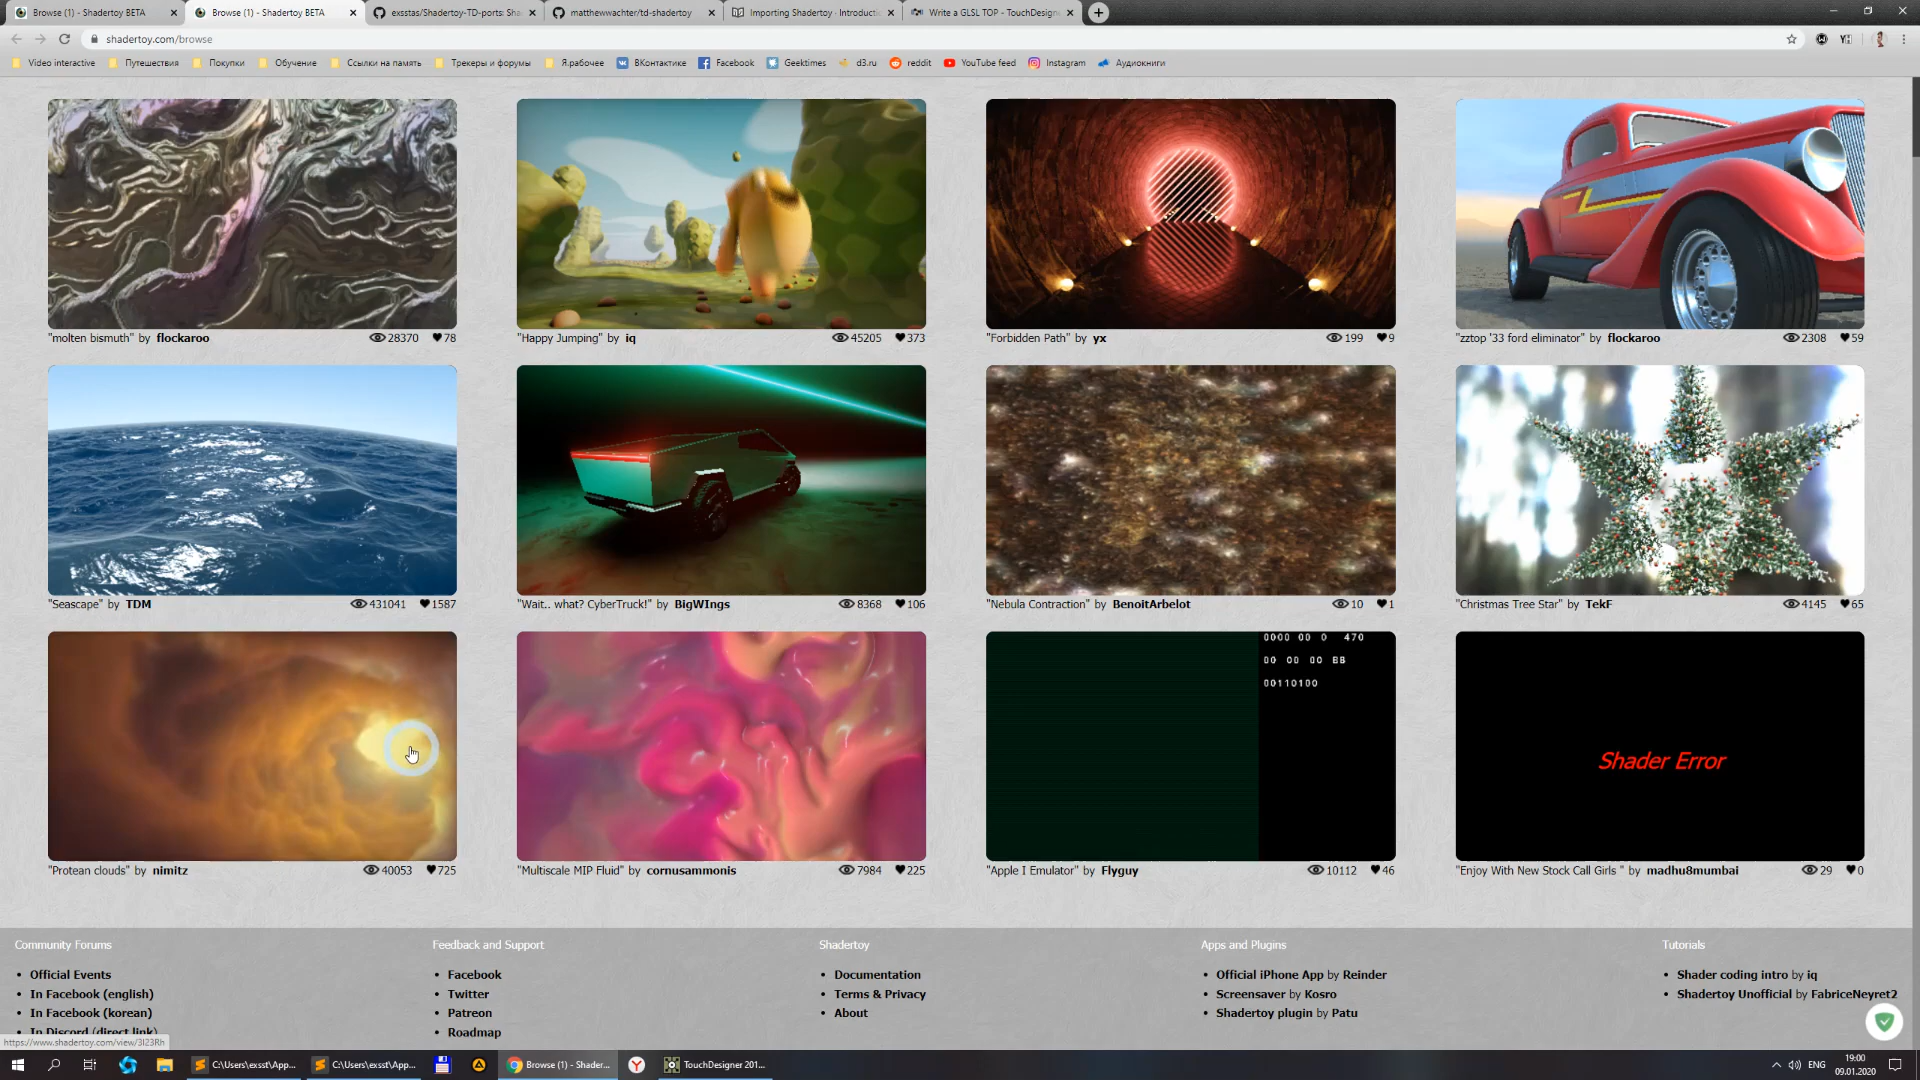 Browse (1) - Shadertoy BETA
Browse (1) - Shadertoy BETA
exsstas/Shadertoy-TD-ports: Sha
matthewwachter/td-shadertoy
Importing Shadertoy · Introducti
Write a GLSL TOP - TouchDesigne
shadertoy.com/browse
Video interactive
Путешествия
Покупки
Обучение
Ссылки на память
Трекеры и форумы
Я.рабочее
ВКонтактике
Facebook
Geektimes
d3.ru
reddit
YouTube feed
Instagram
Аудиокниги
"molten bismuth" by flockaroo 28370 78
"Happy Jumping" by iq 45205 373
"Forbidden Path" by yx 199 9
"zztop '33 ford eliminator" by flockaroo 2308 59
"Seascape" by TDM 431041 1587
"Wait.. what? CyberTruck!" by BigWIngs 8368 106
"Nebula Contraction" by BenoitArbelot 10 1
"Christmas Tree Star" by TekF 4145 65
0000 00 0 470
00 00 00 BB
00110100
Shader Error
"Protean clouds" by nimitz 40053 725
"Multiscale MIP Fluid" by cornusammonis 7984 225
"Apple I Emulator" by Flyguy 10112 46
"Enjoy With New Stock Call Girls " by madhu8mumbai 29 0
Community Forums
Official Events
In Facebook (english)
In Facebook (korean)
In Discord (direct link)
Feedback and Support
Facebook
Twitter
Patreon
Roadmap
Shadertoy
Documentation
Terms & Privacy
About
Apps and Plugins
Official iPhone App by Reinder
Screensaver by Kosro
Shadertoy plugin by Patu
Tutorials
Shader coding intro by iq
Shadertoy Unofficial by FabriceNeyret2
https://www.shadertoy.com/view/3l23Rh
C:\Users\exsst\App...
C:\Users\exsst\App...
Browse (1) - Shader...
TouchDesigner 201...
ENG
19:00
09.01.2020